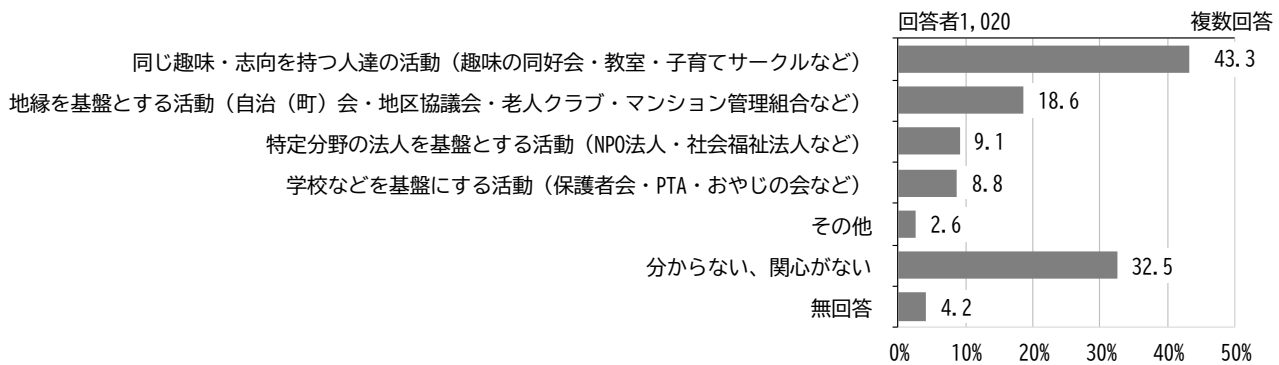 回答者1,020 複数回答
同じ趣味・志向を持つ人達の活動（趣味の同好会・教室・子育てサークルなど） 43.3
地縁を基盤とする活動（自治（町）会・地区協議会・老人クラブ・マンション管理組合など） 18.6
特定分野の法人を基盤とする活動（NPO法人・社会福祉法人など） 9.1
学校などを基盤にする活動（保護者会・PTA・おやじの会など） 8.8
その他 2.6
分からない、関心がない 32.5
無回答 4.2
0% 10% 20% 30% 40% 50%